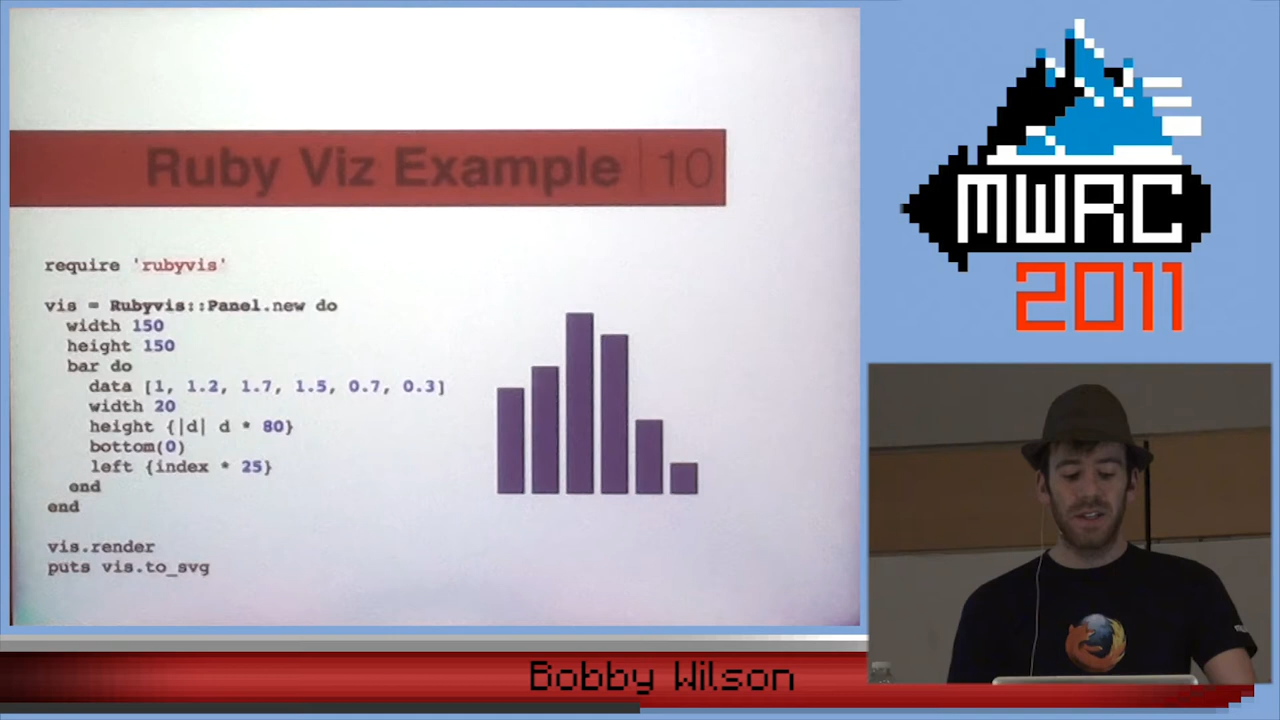 Ruby Viz Example | 10
require 'rubyvis'
vis = Rubyvis::Panel.new do
width 150
height 150
bar do
data [1, 1.2, 1.7, 1.5, 0.7, 0.3]
width 20
height {|d| d * 80}
bottom(0)
left {index * 25}
end
end
vis.render
puts vis.to_svg
MWRC
2011
Bobby Wilson